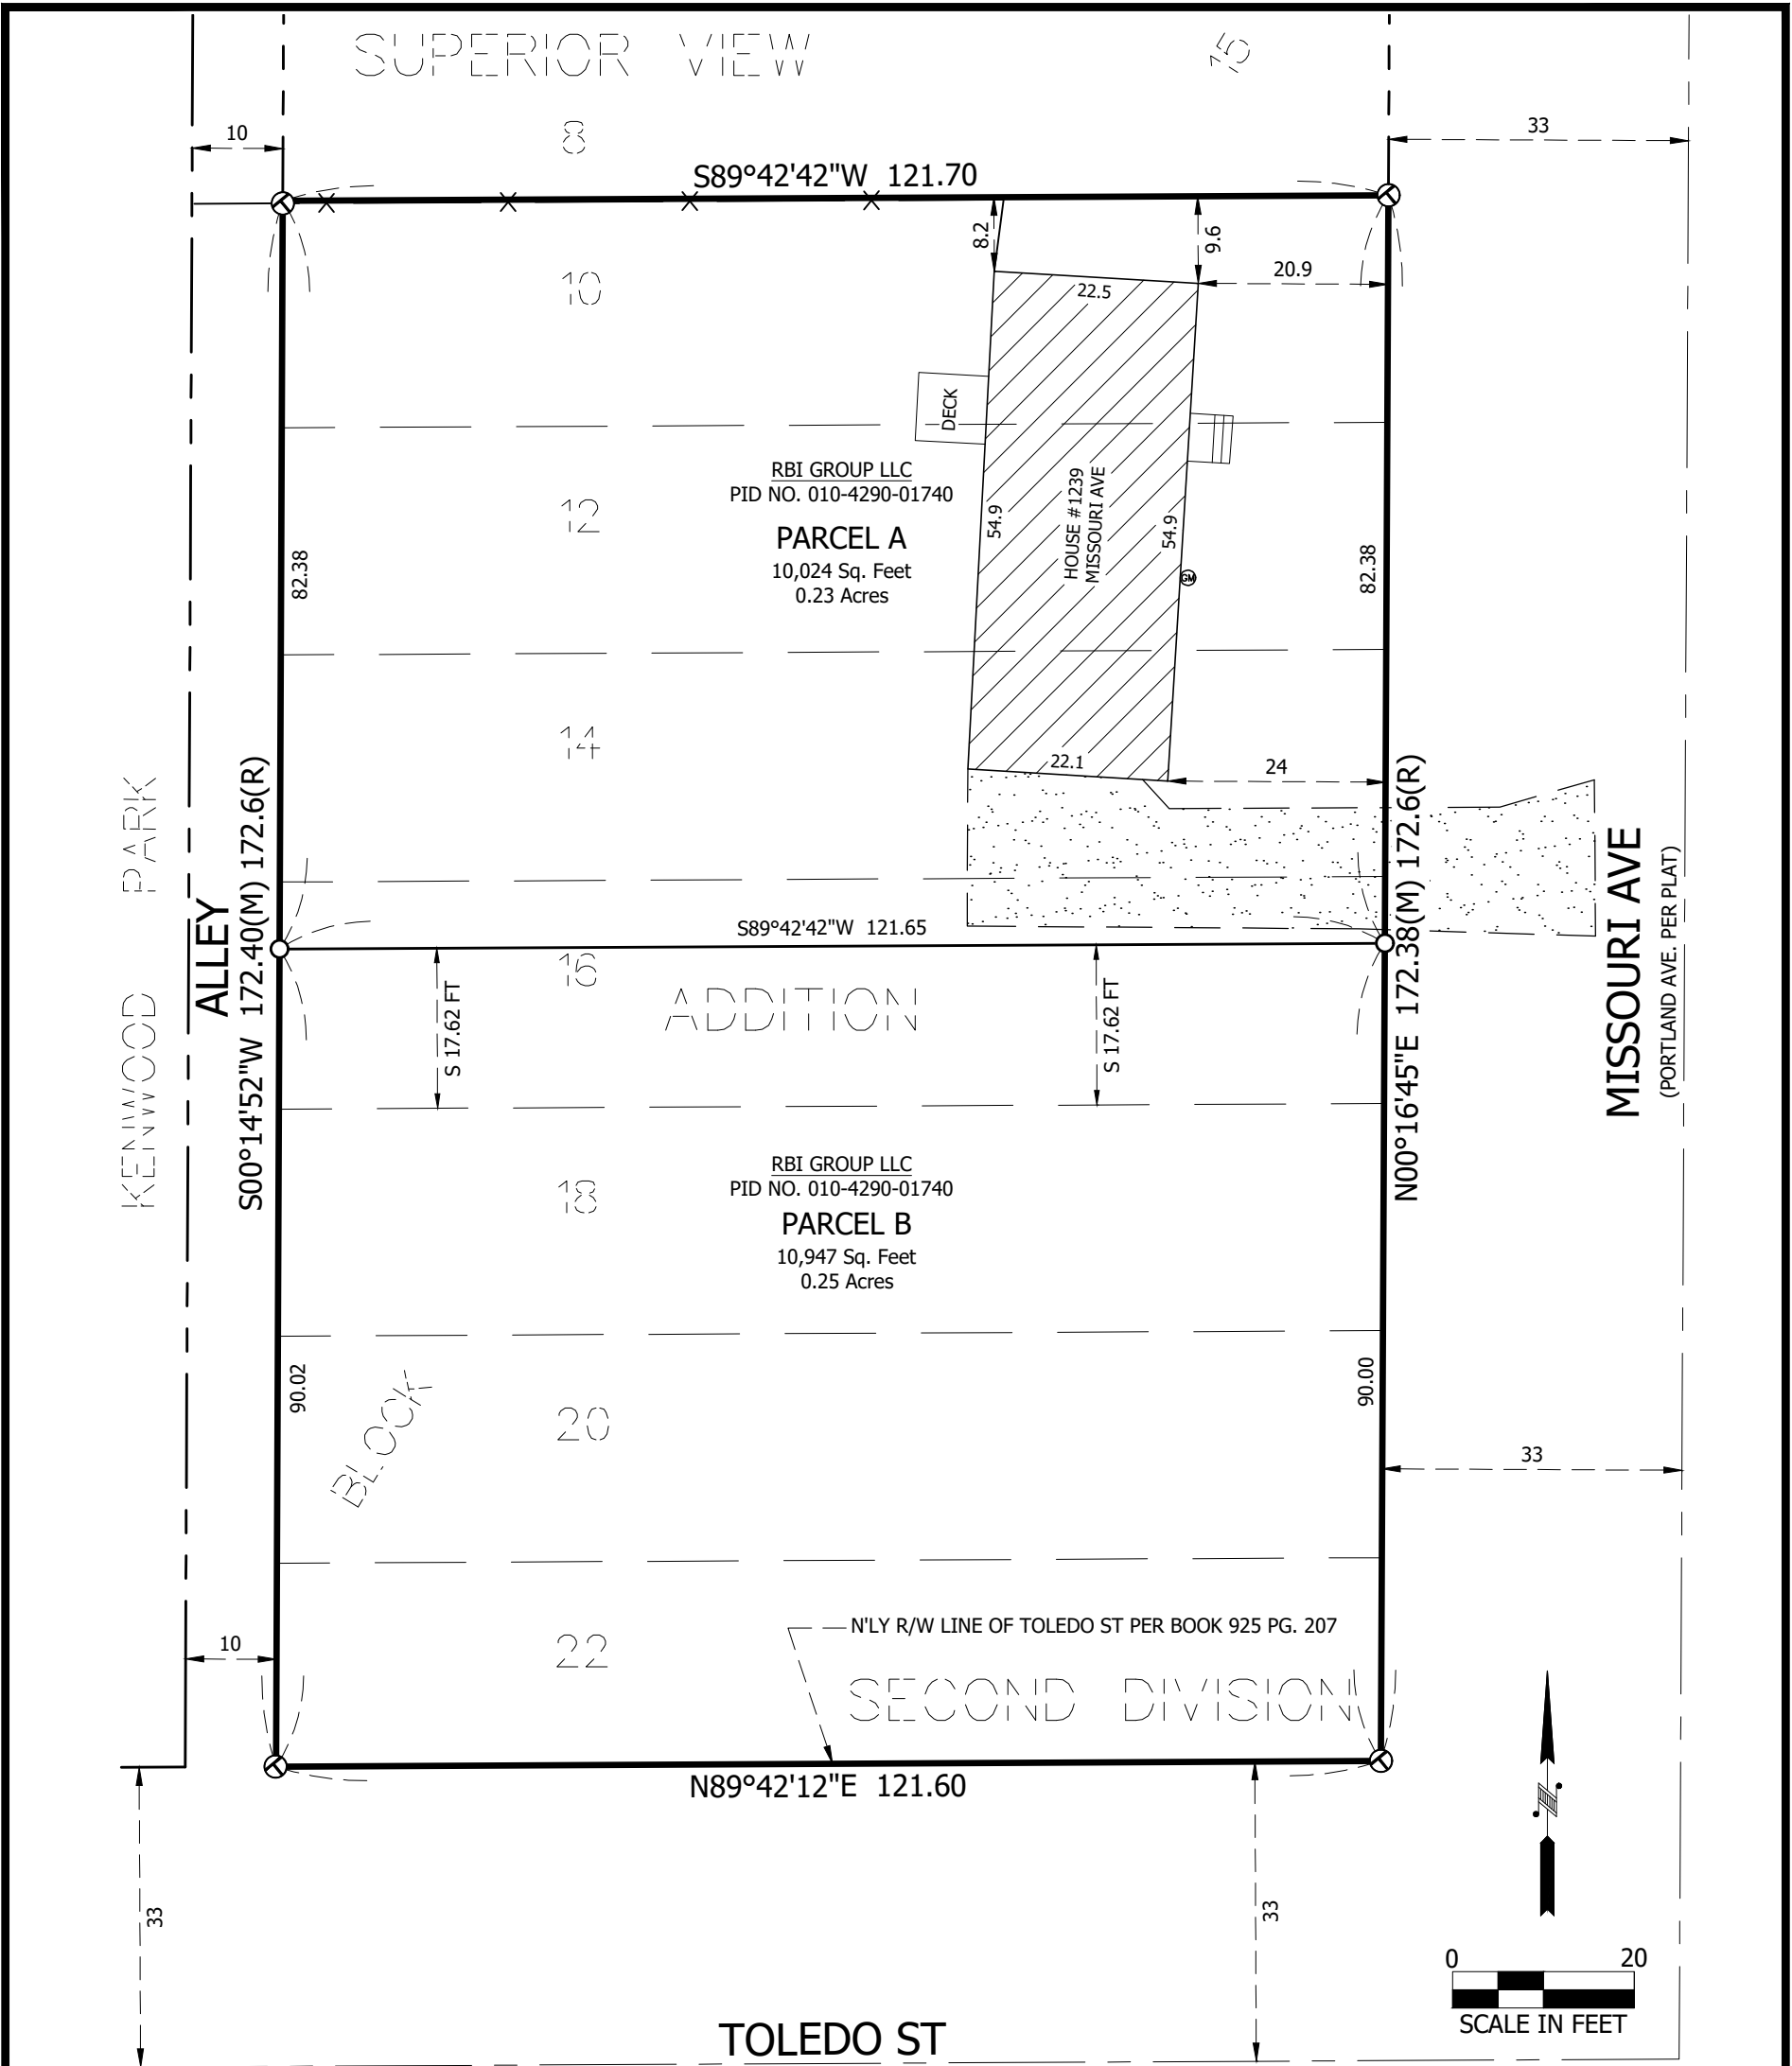 SUPERIOR VIEW
15
8
10
33
S89°42'42"W 121.70
8.2
9.6
20.9
22.5
10
DECK
RBI GROUP LLC
PID NO. 010-4290-01740
PARCEL A
10,024 Sq. Feet
0.23 Acres
12
54.9
HOUSE #1239
MISSOURI AVE
54.9
GM
82.38
82.38
14
22.1
24
KENWOOD PARK
ALLEY
S00°14'52"W 172.40(M) 172.6(R)
N00°16'45"E 172.38(M) 172.6(R)
MISSOURI AVE
(PORTLAND AVE. PER PLAT)
S89°42'42"W 121.65
16
ADDITION
S 17.62 FT
S 17.62 FT
RBI GROUP LLC
PID NO. 010-4290-01740
PARCEL B
10,947 Sq. Feet
0.25 Acres
18
90.02
90.00
BLOCK
20
33
N'LY R/W LINE OF TOLEDO ST PER BOOK 925 PG. 207
10
22
SECOND DIVISION
N89°42'12"E 121.60
33
33
N
0 20
SCALE IN FEET
TOLEDO ST